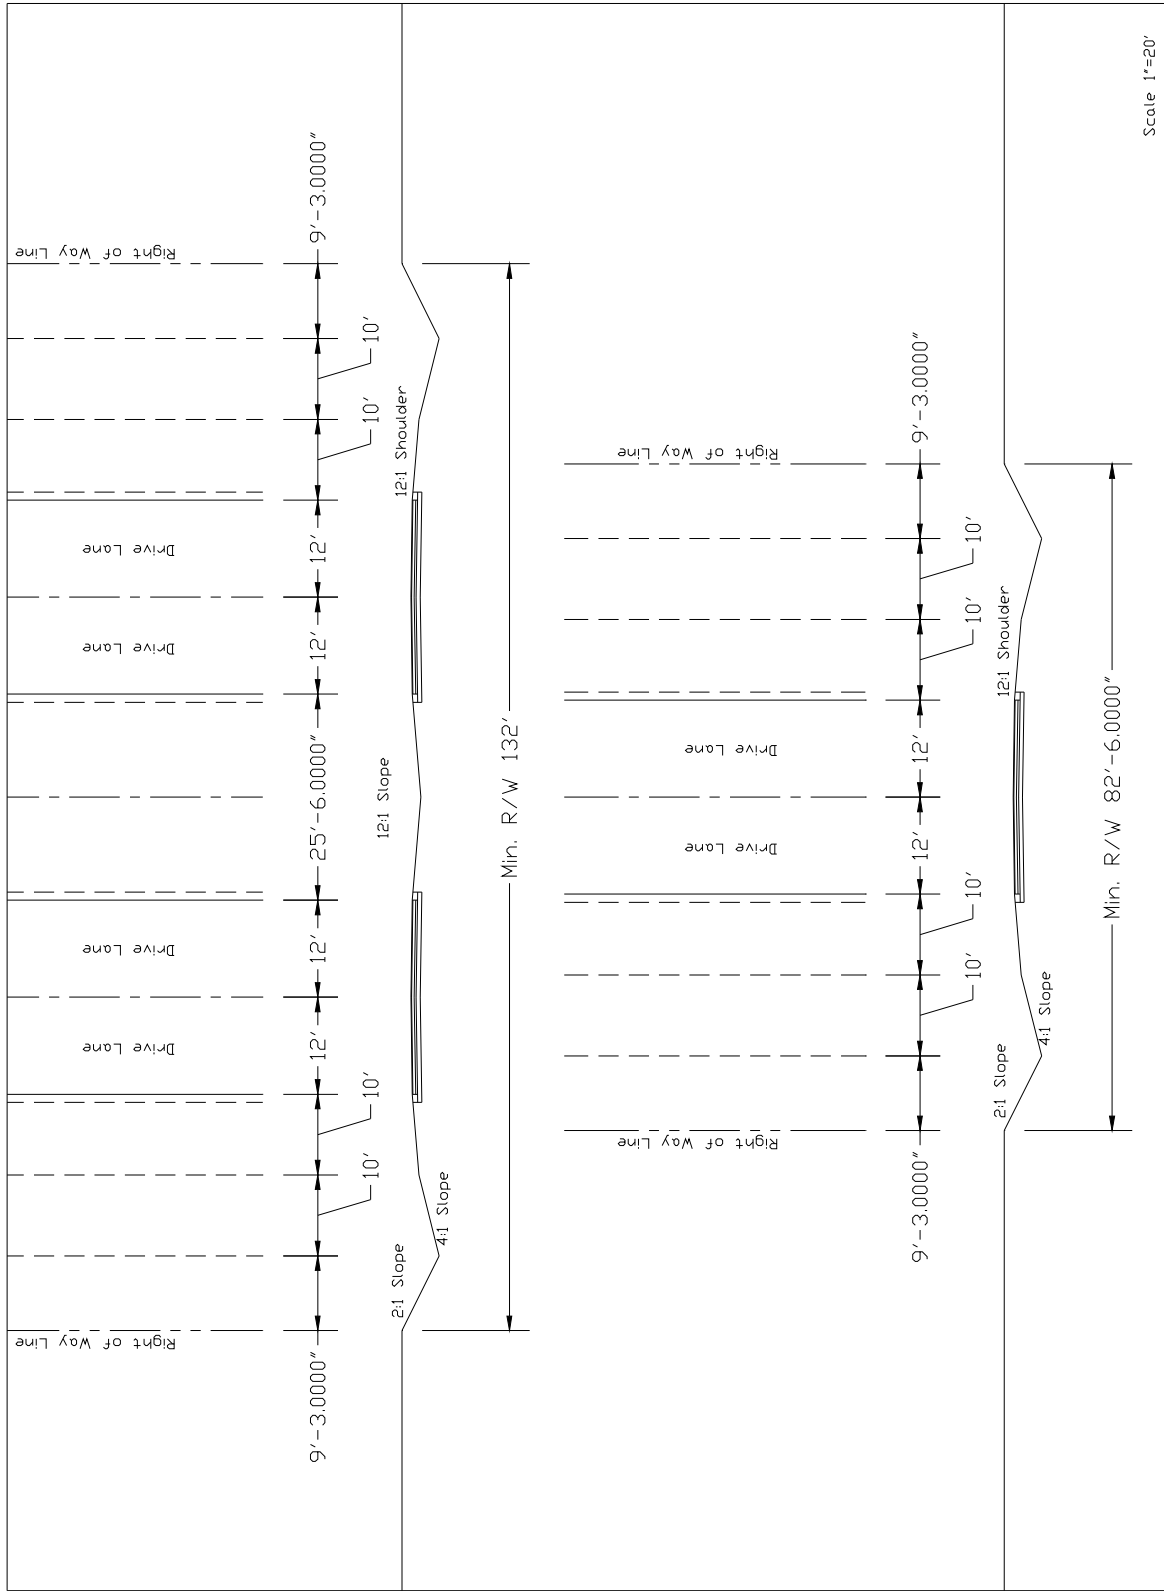 Right of Way Line
Drive Lane
Drive Lane
Drive Lane
Drive Lane
Right of Way Line
9'-3.0000"
12'
12'
25'-6.0000"
12'
12'
9'-3.0000"
10'
10'
10'
10'
2:1 Slope
12:1 Slope
12:1 Shoulder
4:1 Slope
Min. R/W 132'
Right of Way Line
Drive Lane
Drive Lane
Right of Way Line
9'-3.0000"
12'
12'
9'-3.0000"
10'
10'
10'
10'
2:1 Slope
12:1 Shoulder
4:1 Slope
Min. R/W 82'-6.0000"
Scale 1"=20'